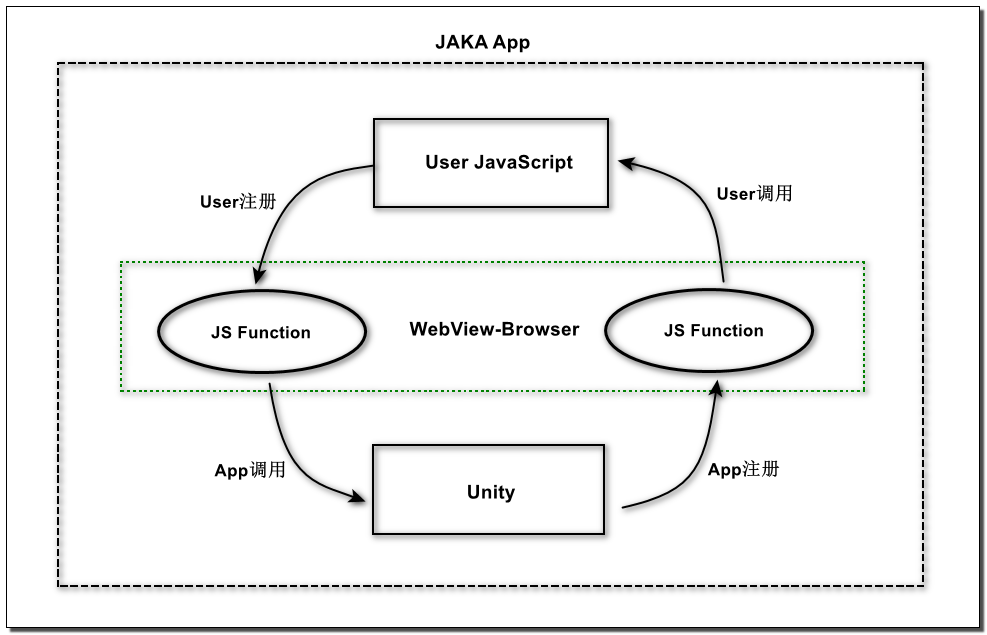 JAKA App
User JavaScript
User注册
User调用
JS Function
WebView-Browser
JS Function
App调用
App注册
Unity